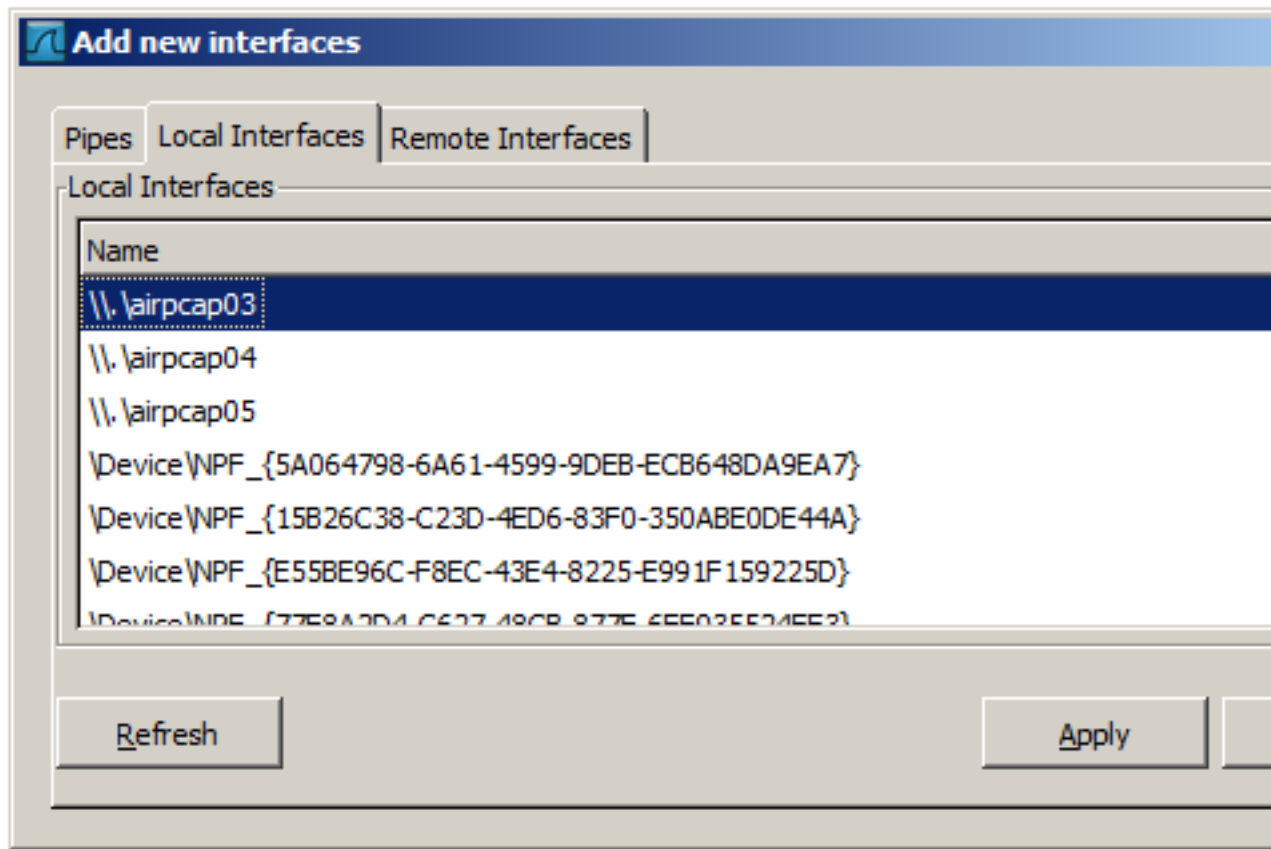 Add new interfaces
Pipes Local Interfaces Remote Interfaces
Local Interfaces
Name
\\.\airpcap03
\\.\airpcap04
\\.\airpcap05
\Device\NPF_{5A064798-6A61-4599-9DEB-ECB648DA9EA7}
\Device\NPF_{15B26C38-C23D-4ED6-83F0-350ABE0DE44A}
\Device\NPF_{E55BE96C-F8EC-43E4-8225-E991F159225D}
Refresh Apply